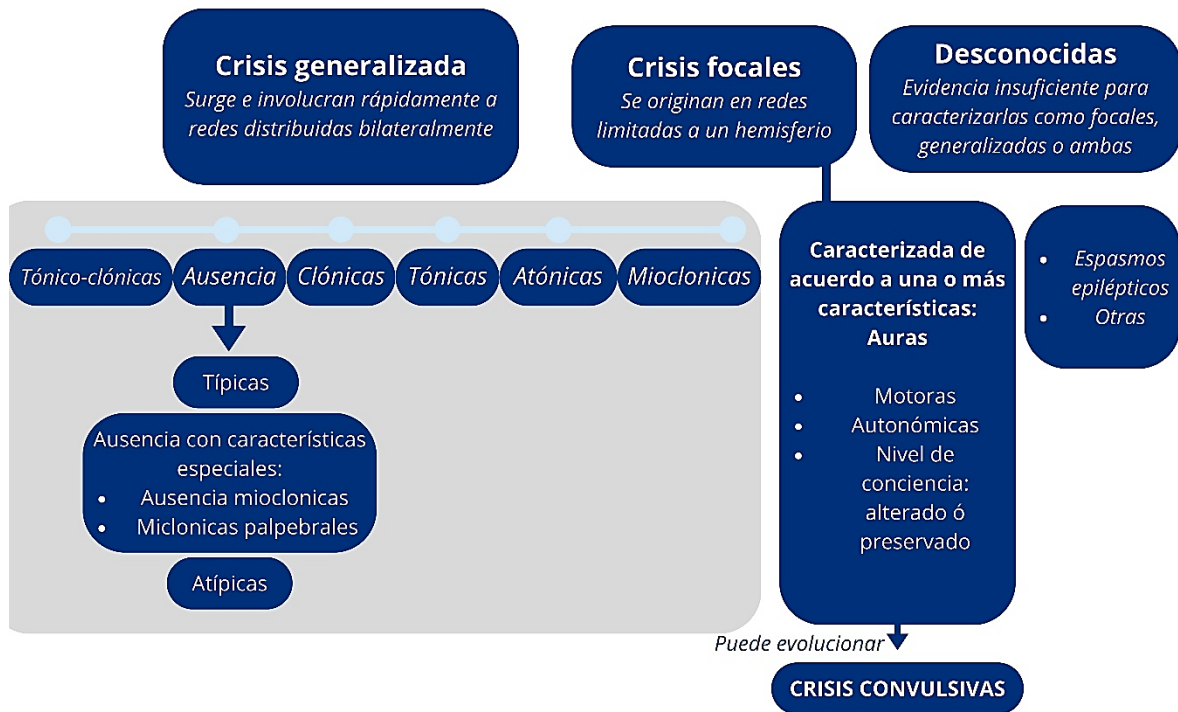 Crisis generalizada
Surge e involucran rápidamente a
redes distribuidas bilateralmente
Crisis focales
Se originan en redes
limitadas a un hemisferio
Desconocidas
Evidencia insuficiente para
caracterizarlas como focales,
generalizadas o ambas
Tónico-clónicas
Ausencia
Clónicas
Tónicas
Atónicas
Mioclonicas
Típicas
Ausencia con características
especiales:
• Ausencia mioclonicas
• Miclonicas palpebrales
Atípicas
Caracterizada de
acuerdo a una o más
características:
Auras
• Motoras
• Autonómicas
• Nivel de
conciencia:
alterado ó
preservado
• Espasmos
epilépticos
• Otras
Puede evolucionar
CRISIS CONVULSIVAS